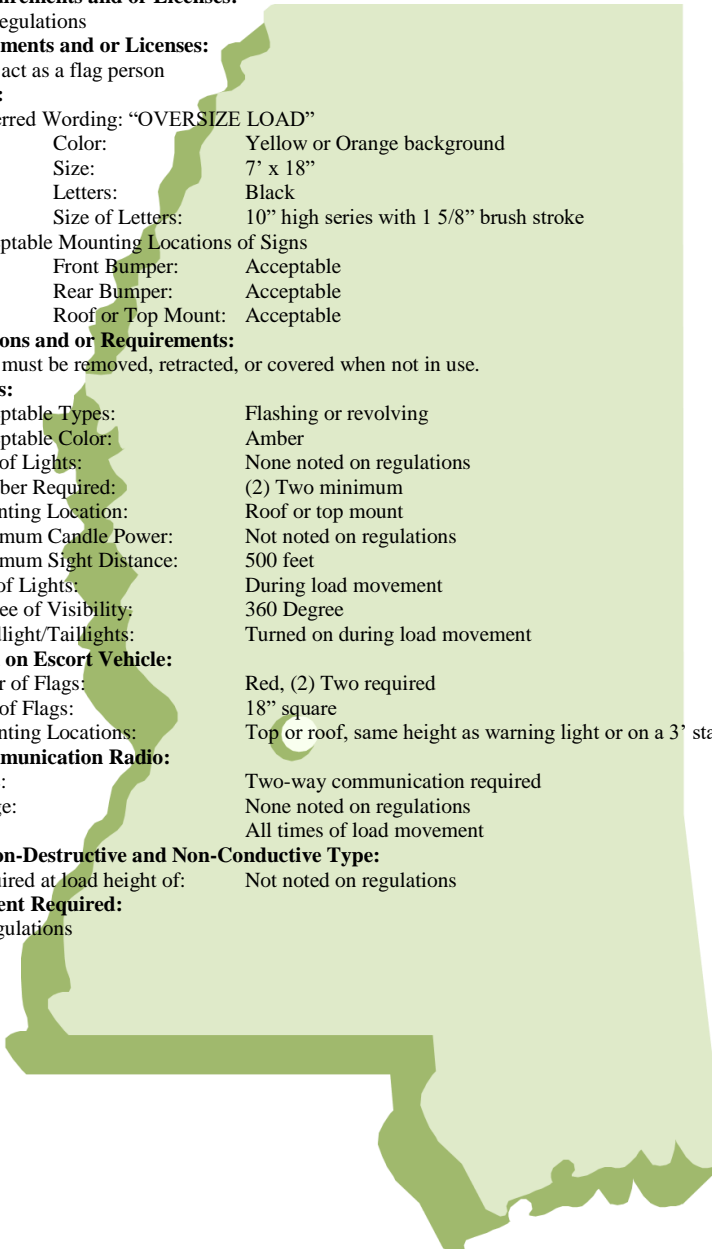 uirements and or Licenses:
egulations
ments and or Licenses:
act as a flag person
:
erred Wording: “OVERSIZE LOAD”
Color: Yellow or Orange background
Size: 7’ x 18”
Letters: Black
Size of Letters: 10” high series with 1 5/8” brush stroke
ptable Mounting Locations of Signs
Front Bumper: Acceptable
Rear Bumper: Acceptable
Roof or Top Mount: Acceptable
ons and or Requirements:
must be removed, retracted, or covered when not in use.
s:
ptable Types: Flashing or revolving
ptable Color: Amber
of Lights: None noted on regulations
ber Required: (2) Two minimum
nting Location: Roof or top mount
mum Candle Power: Not noted on regulations
mum Sight Distance: 500 feet
of Lights: During load movement
ee of Visibility: 360 Degree
dlight/Taillights: Turned on during load movement
on Escort Vehicle:
r of Flags: Red, (2) Two required
of Flags: 18” square
nting Locations: Top or roof, same height as warning light or on a 3’ sta
munication Radio:
: Two-way communication required
ge: None noted on regulations
All times of load movement
on-Destructive and Non-Conductive Type:
uired at load height of: Not noted on regulations
ent Required:
gulations